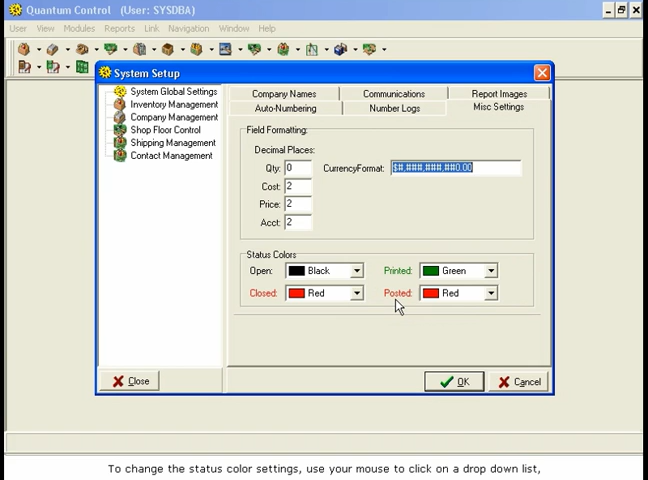 Quantum Control (User: SYSDBA)
User View Modules Reports Link Navigation Window Help
System Setup
System Global Settings
Inventory Management
Company Management
Shop Floor Control
Shipping Management
Contact Management
Company Names Communications Report Images
Auto-Numbering Number Logs Misc Settings
Field Formatting:
Decimal Places:
Qty: 0 CurrencyFormat: $#,###,###,##0.00
Cost: 2
Price: 2
Acct: 2
Status Colors
Open: Black Printed: Green
Closed: Red Posted: Red
Close OK Cancel
To change the status color settings, use your mouse to click on a drop down list,